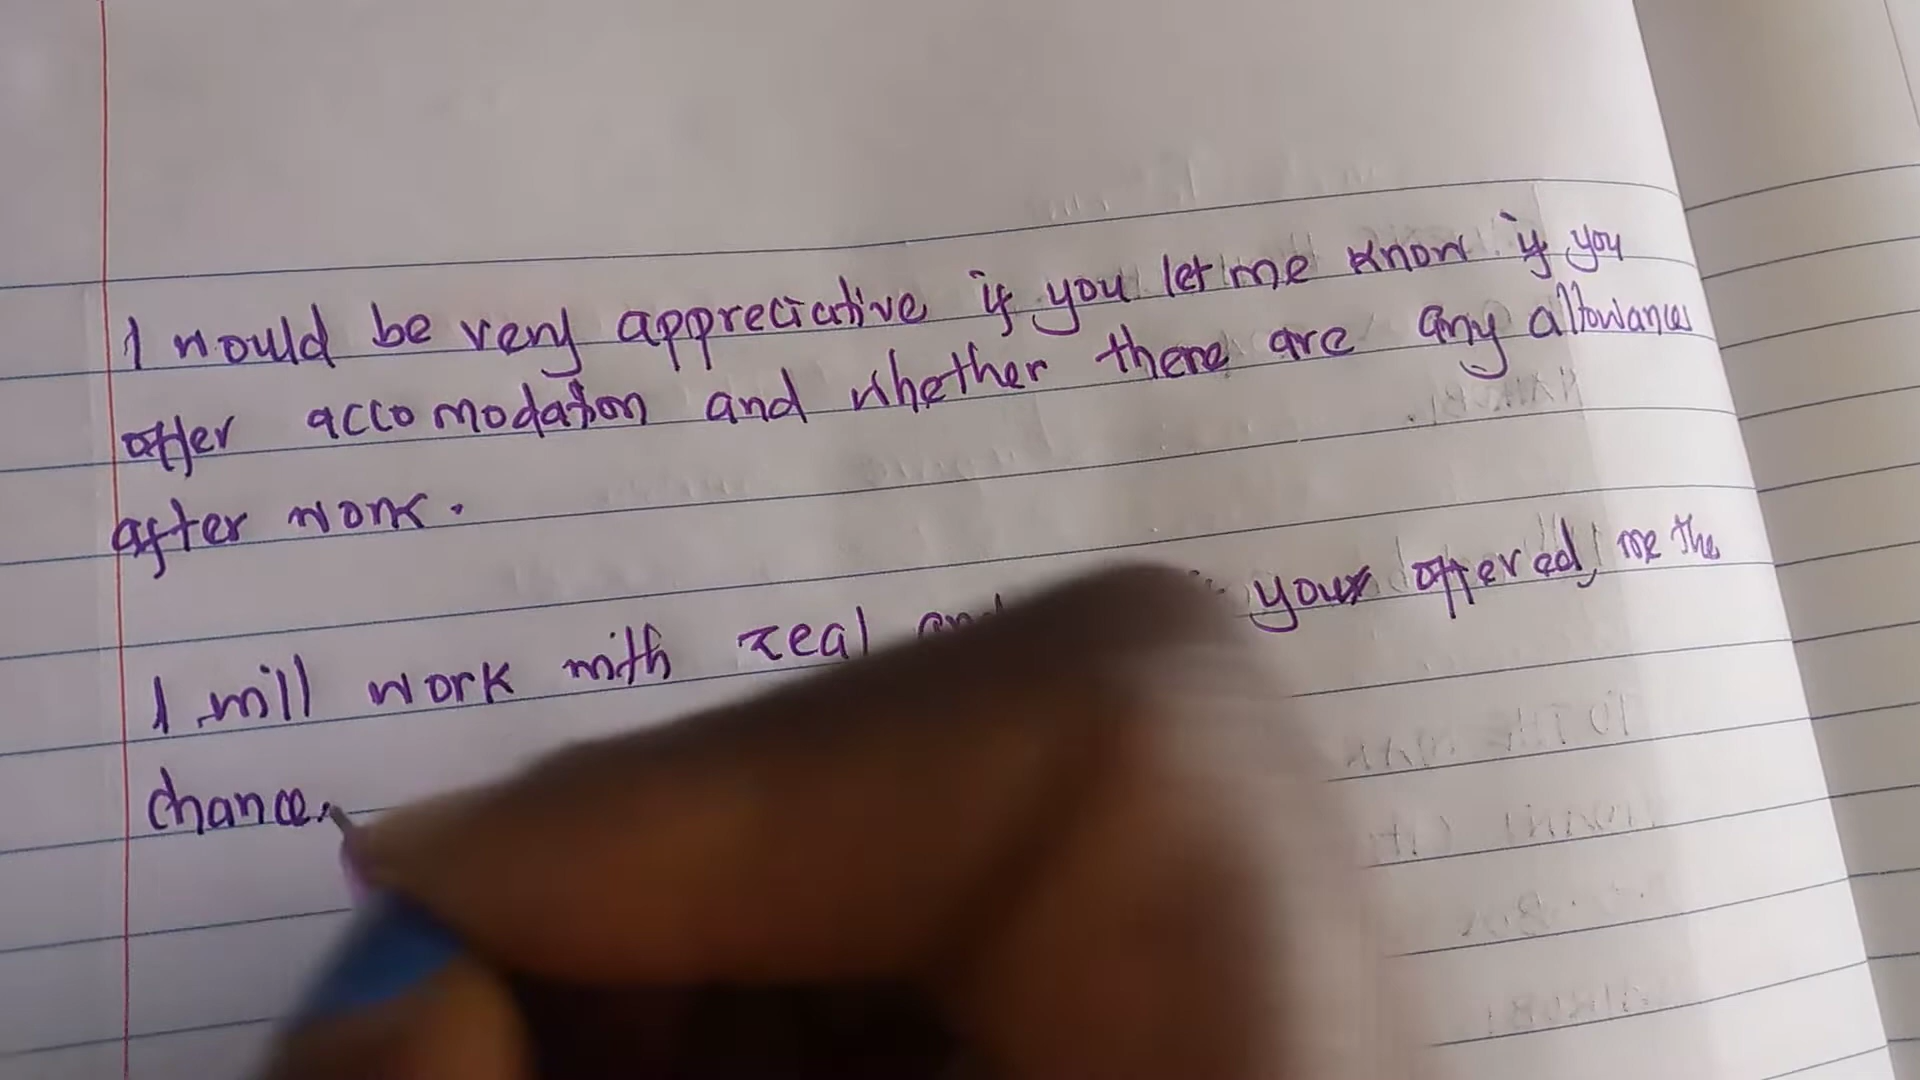 I would be very appreciative if you let me know if you
offer accomodation and whether there are any allowances
after work.
I will work with zeal and your offered, me the
chance.